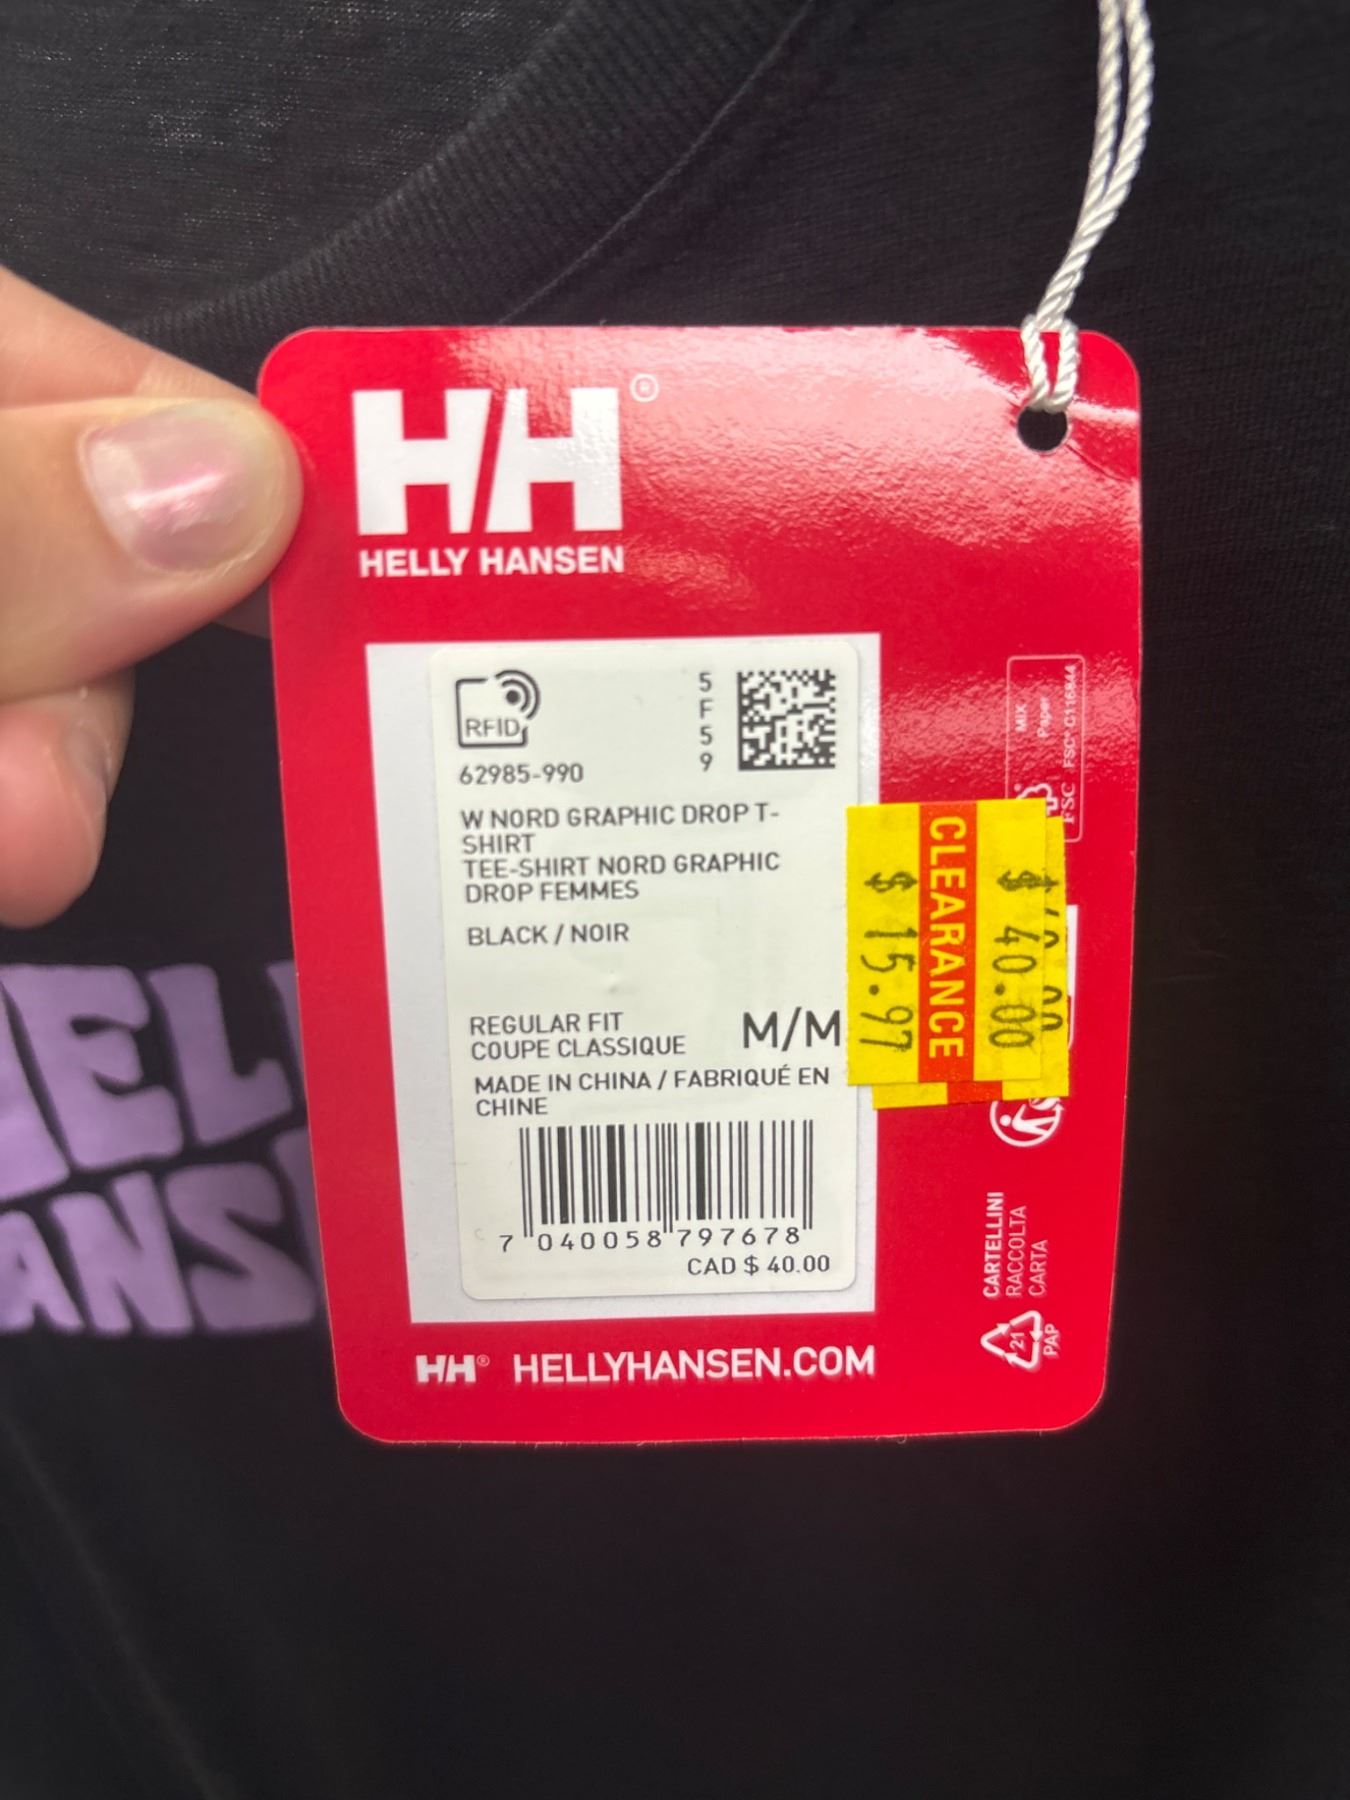 HH®
HELLY HANSEN
RFID
5
F
5
9
62985-990
W NORD GRAPHIC DROP T-
SHIRT
TEE-SHIRT NORD GRAPHIC
DROP FEMMES
BLACK / NOIR
REGULAR FIT
COUPE CLASSIQUE
M/M
MADE IN CHINA / FABRIQUÉ EN
CHINE
7 040058 797678
CAD $ 40.00
HH® HELLYHANSEN.COM
MIX
Paper
FSC® C116844
FSC
$ 40.00
CLEARANCE
$ 15.97
CARTELLINI
RACCOLTA
CARTA
21
PAP
ANS